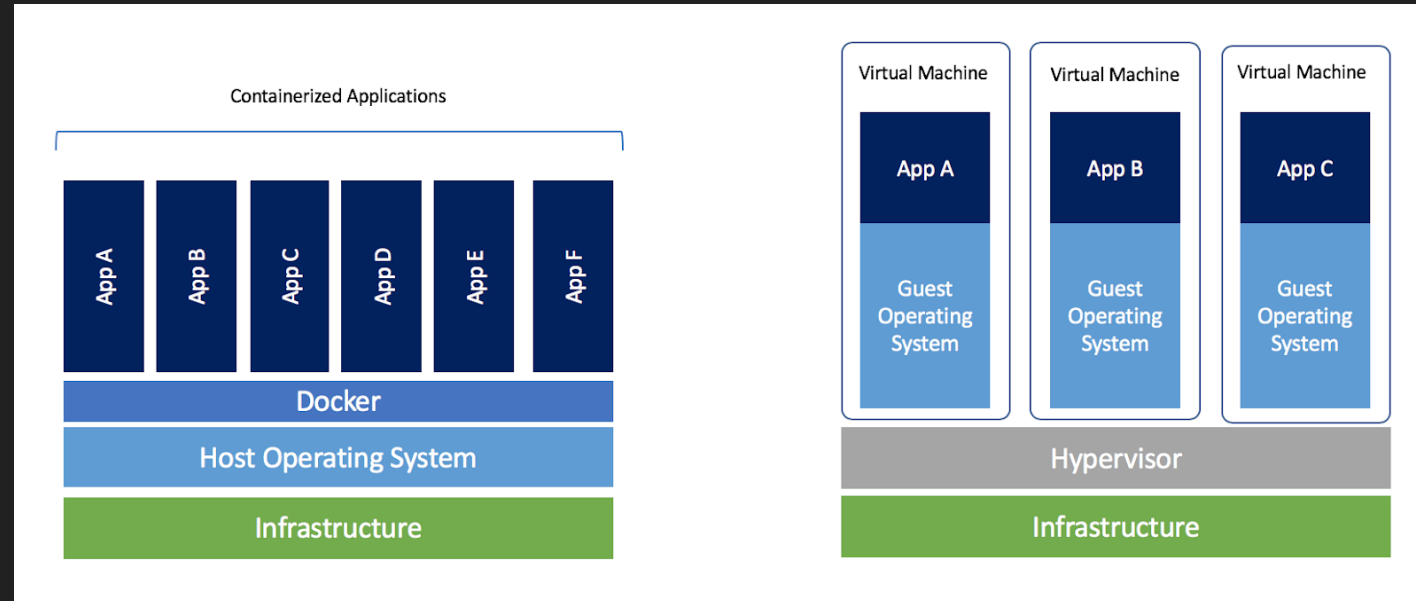 Containerized Applications
App A
App B
App C
App D
App E
App F
Docker
Host Operating System
Infrastructure
Virtual Machine
App A
Guest
Operating
System
Virtual Machine
App B
Guest
Operating
System
Virtual Machine
App C
Guest
Operating
System
Hypervisor
Infrastructure